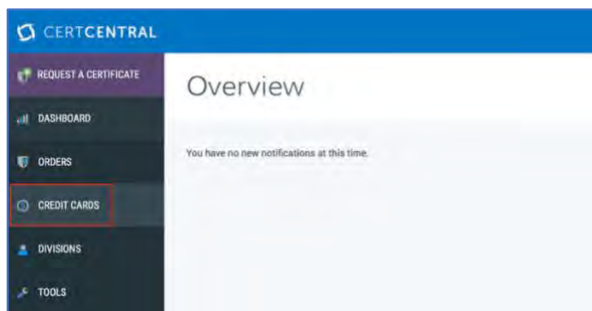 CERTCENTRAL
REQUEST A CERTIFICATE
Overview
DASHBOARD
You have no new notifications at this time.
ORDERS
CREDIT CARDS
DIVISIONS
TOOLS